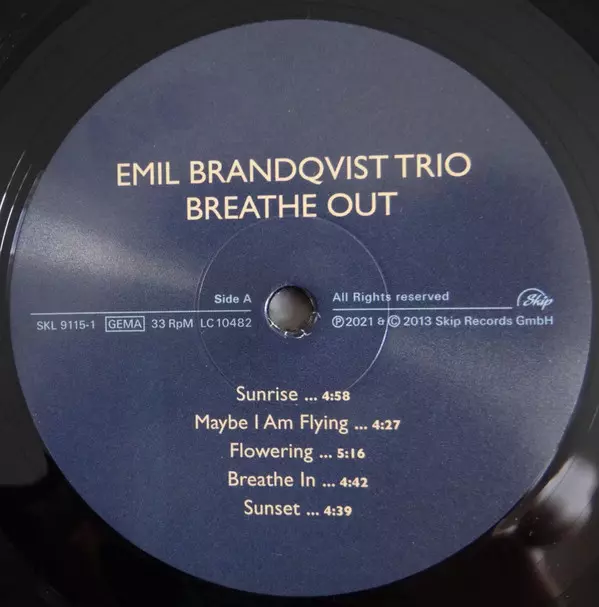 EMIL BRANDQVIST TRIO
BREATHE OUT
Side A
All Rights reserved
Skip
SKL 9115-1 GEMA 33 RpM LC 10482
℗ 2021 & © 2013 Skip Records GmbH
Sunrise ... 4:58
Maybe I Am Flying ... 4:27
Flowering ... 5:16
Breathe In ... 4:42
Sunset ... 4:39